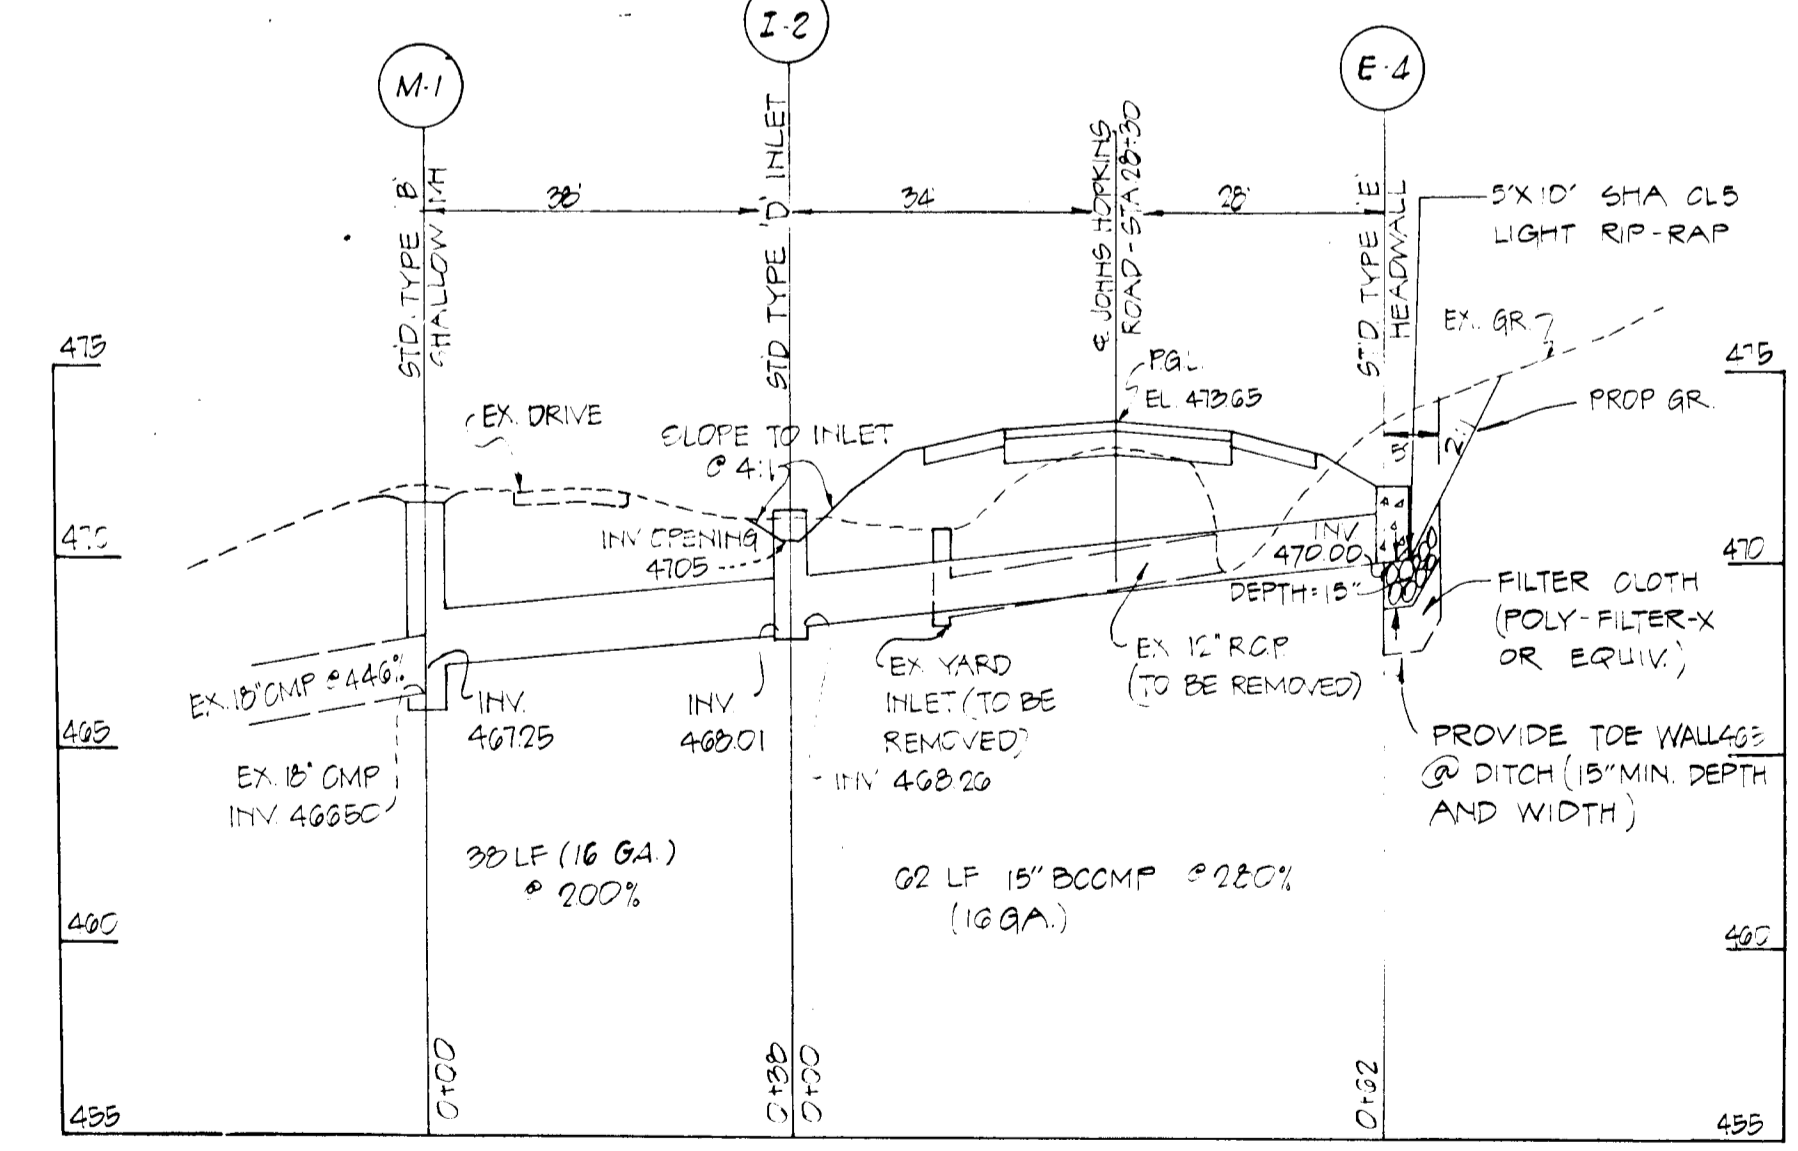 M-1
I-2
E-4
STD. TYPE 'B'
SHALLOW MH
STD TYPE 'D' INLET
℄ JOHNS HOPKINS
ROAD-STA 28+30
STD TYPE 'E'
HEADWALL
38'
34'
28'
5'X10' SHA CL5
LIGHT RIP-RAP
EX. GR.
475
475
P.G.L.
EL. 473.65
PROP GR.
EX. DRIVE
SLOPE TO INLET
@ 4:1
5'
2:1
470
470
INV OPENING
470.5
INV
470.00
DEPTH=15"
FILTER CLOTH
(POLY-FILTER-X
OR EQUIV.)
EX. 18" CMP @ 4.46%
INV.
467.25
INV.
468.01
EX YARD
INLET (TO BE
REMOVED)
EX 12" R.C.P.
(TO BE REMOVED)
465
465
PROVIDE TOE WALL
@ DITCH (15" MIN. DEPTH
AND WIDTH)
EX. 18" CMP
INV. 466.50
INV 468.26
38 LF (16 GA.)
@ 2.00%
62 LF 15" BCCMP @ 2.80%
(16 GA.)
460
460
0+00
0+38
0+00
0+62
455
455